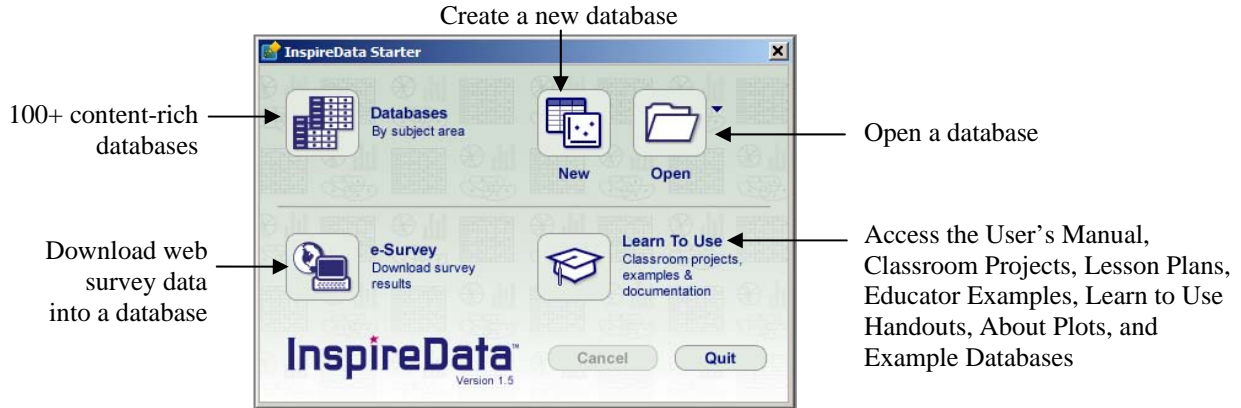 Create a new database
InspireData Starter
100+ content-rich
databases
Databases
By subject area
New
Open
Open a database
Download web
survey data
into a database
e-Survey
Download survey
results
Learn To Use
Classroom projects,
examples &
documentation
Access the User's Manual,
Classroom Projects, Lesson Plans,
Educator Examples, Learn to Use
Handouts, About Plots, and
Example Databases
InspireData™
Version 1.5
Cancel
Quit